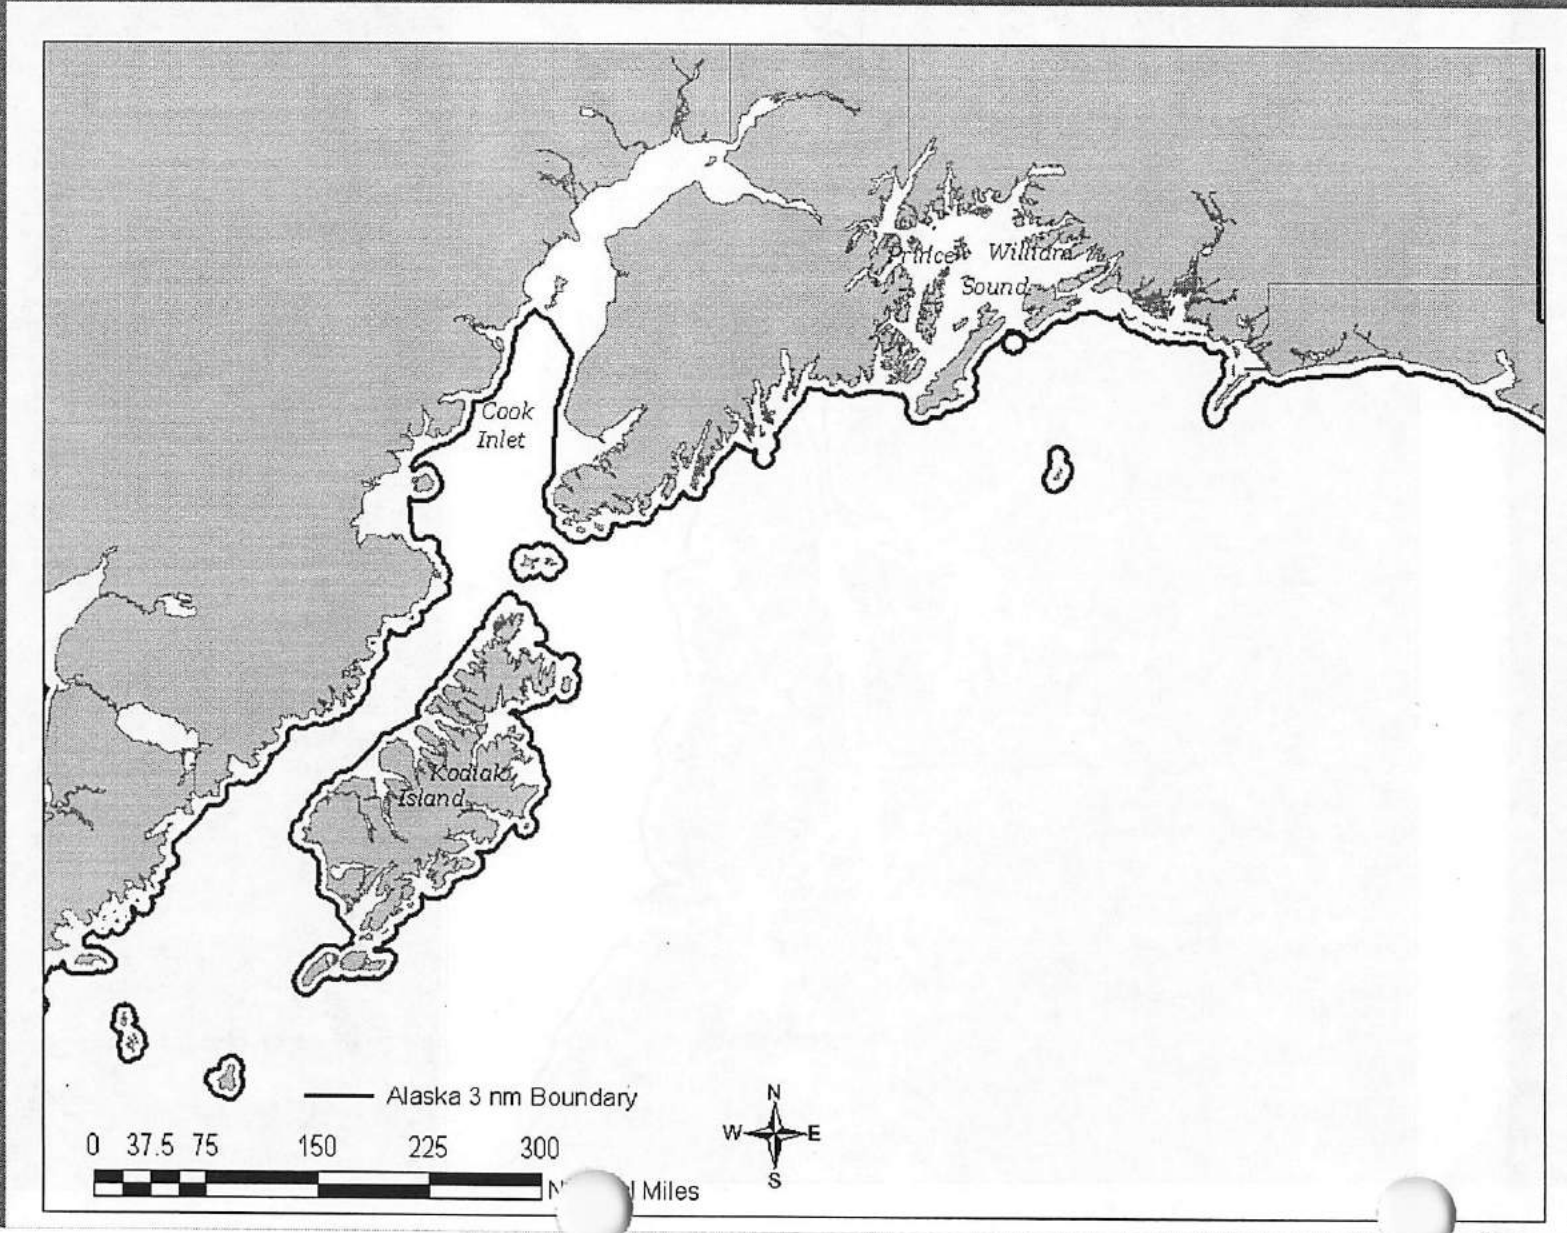 Prince William
Sound
Cook
Inlet
Kodiak
Island
Alaska 3 nm Boundary
N
W E
S
0 37.5 75 150 225 300
Miles